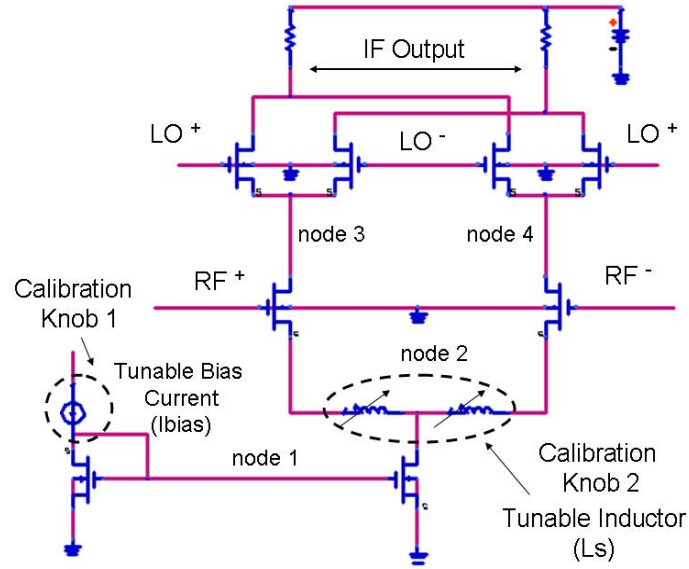 IF Output
LO +
LO -
LO +
S
S
S
S
node 3
node 4
RF +
RF -
Calibration
Knob 1
S
S
node 2
Tunable Bias
Current
(Ibias)
S
node 1
Calibration
Knob 2
S
Tunable Inductor
(Ls)